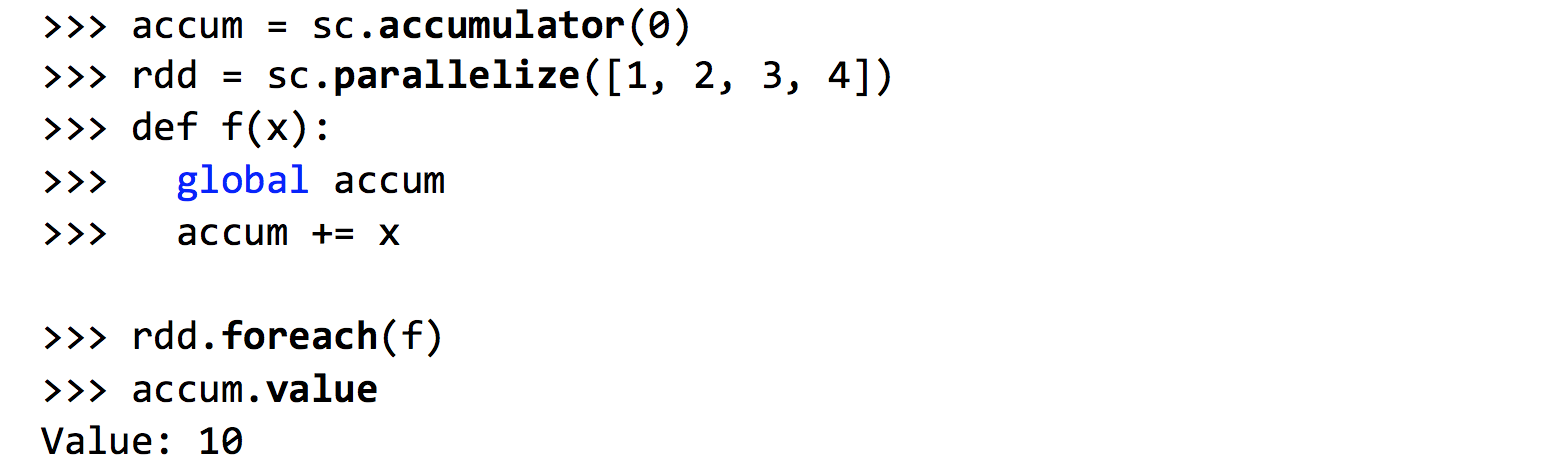 >>> accum = sc.accumulator(0)
>>> rdd = sc.parallelize([1, 2, 3, 4])
>>> def f(x):
>>>   global accum
>>>   accum += x
>>> rdd.foreach(f)
>>> accum.value
Value: 10